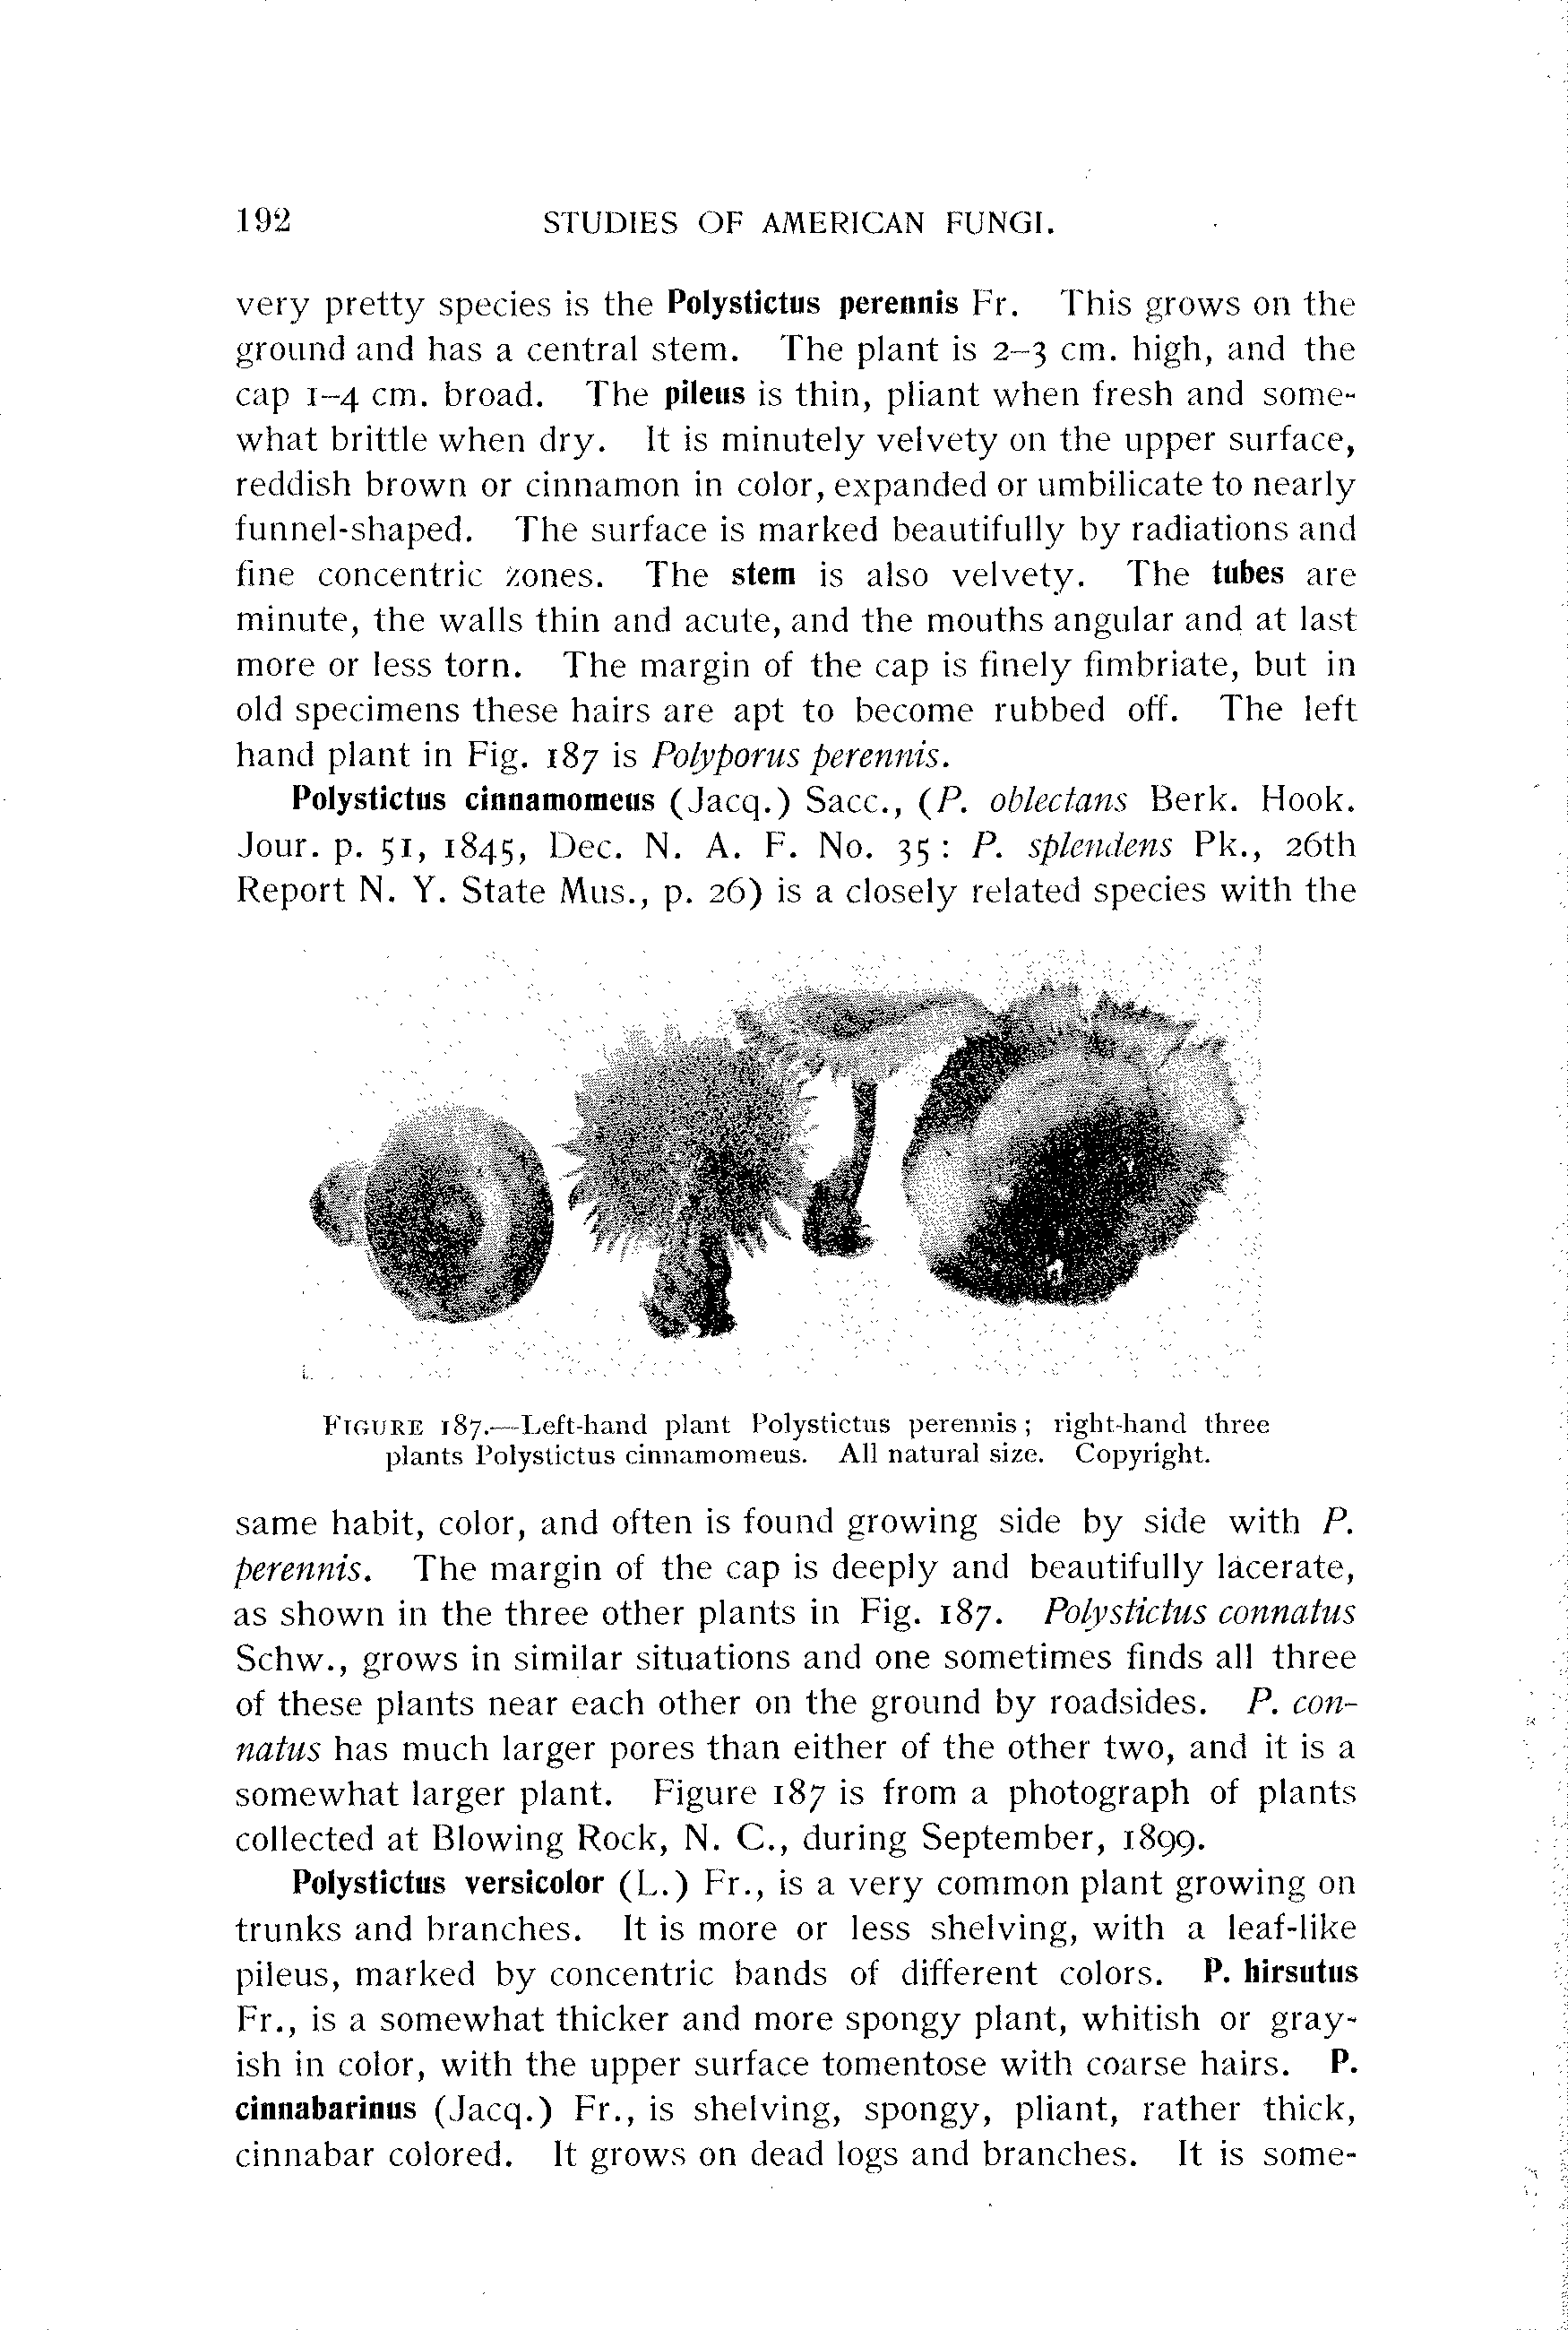 192 STUDIES OF AMERICAN FUNGI.
very pretty species is the Polystictus perennis Fr. This grows on the
ground and has a central stem. The plant is 2–3 cm. high, and the
cap 1–4 cm. broad. The pileus is thin, pliant when fresh and some-
what brittle when dry. It is minutely velvety on the upper surface,
reddish brown or cinnamon in color, expanded or umbilicate to nearly
funnel-shaped. The surface is marked beautifully by radiations and
fine concentric zones. The stem is also velvety. The tubes are
minute, the walls thin and acute, and the mouths angular and at last
more or less torn. The margin of the cap is finely fimbriate, but in
old specimens these hairs are apt to become rubbed off. The left
hand plant in Fig. 187 is Polyporus perennis.
Polystictus cinnamomeus (Jacq.) Sacc., (P. oblectans Berk. Hook.
Jour. p. 51, 1845, Dec. N. A. F. No. 35: P. splendens Pk., 26th
Report N. Y. State Mus., p. 26) is a closely related species with the
FIGURE 187.—Left-hand plant Polystictus perennis; right-hand three
plants Polystictus cinnamomeus. All natural size. Copyright.
same habit, color, and often is found growing side by side with P.
perennis. The margin of the cap is deeply and beautifully lacerate,
as shown in the three other plants in Fig. 187. Polystictus connatus
Schw., grows in similar situations and one sometimes finds all three
of these plants near each other on the ground by roadsides. P. con-
natus has much larger pores than either of the other two, and it is a
somewhat larger plant. Figure 187 is from a photograph of plants
collected at Blowing Rock, N. C., during September, 1899.
Polystictus versicolor (L.) Fr., is a very common plant growing on
trunks and branches. It is more or less shelving, with a leaf-like
pileus, marked by concentric bands of different colors. P. hirsutus
Fr., is a somewhat thicker and more spongy plant, whitish or gray-
ish in color, with the upper surface tomentose with coarse hairs. P.
cinnabarinus (Jacq.) Fr., is shelving, spongy, pliant, rather thick,
cinnabar colored. It grows on dead logs and branches. It is some-